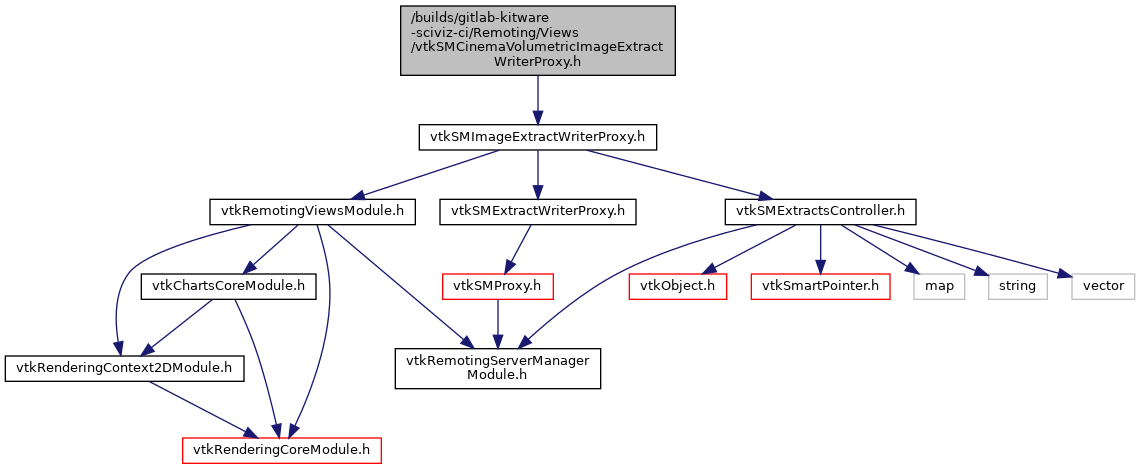 /builds/gitlab-kitware
-sciviz-ci/Remoting/Views
/vtkSMCinemaVolumetricImageExtract
WriterProxy.h
vtkSMImageExtractWriterProxy.h
vtkRemotingViewsModule.h
vtkSMExtractWriterProxy.h
vtkSMExtractsController.h
vtkChartsCoreModule.h
vtkSMProxy.h
vtkObject.h
vtkSmartPointer.h
map
string
vector
vtkRenderingContext2DModule.h
vtkRemotingServerManager
Module.h
vtkRenderingCoreModule.h